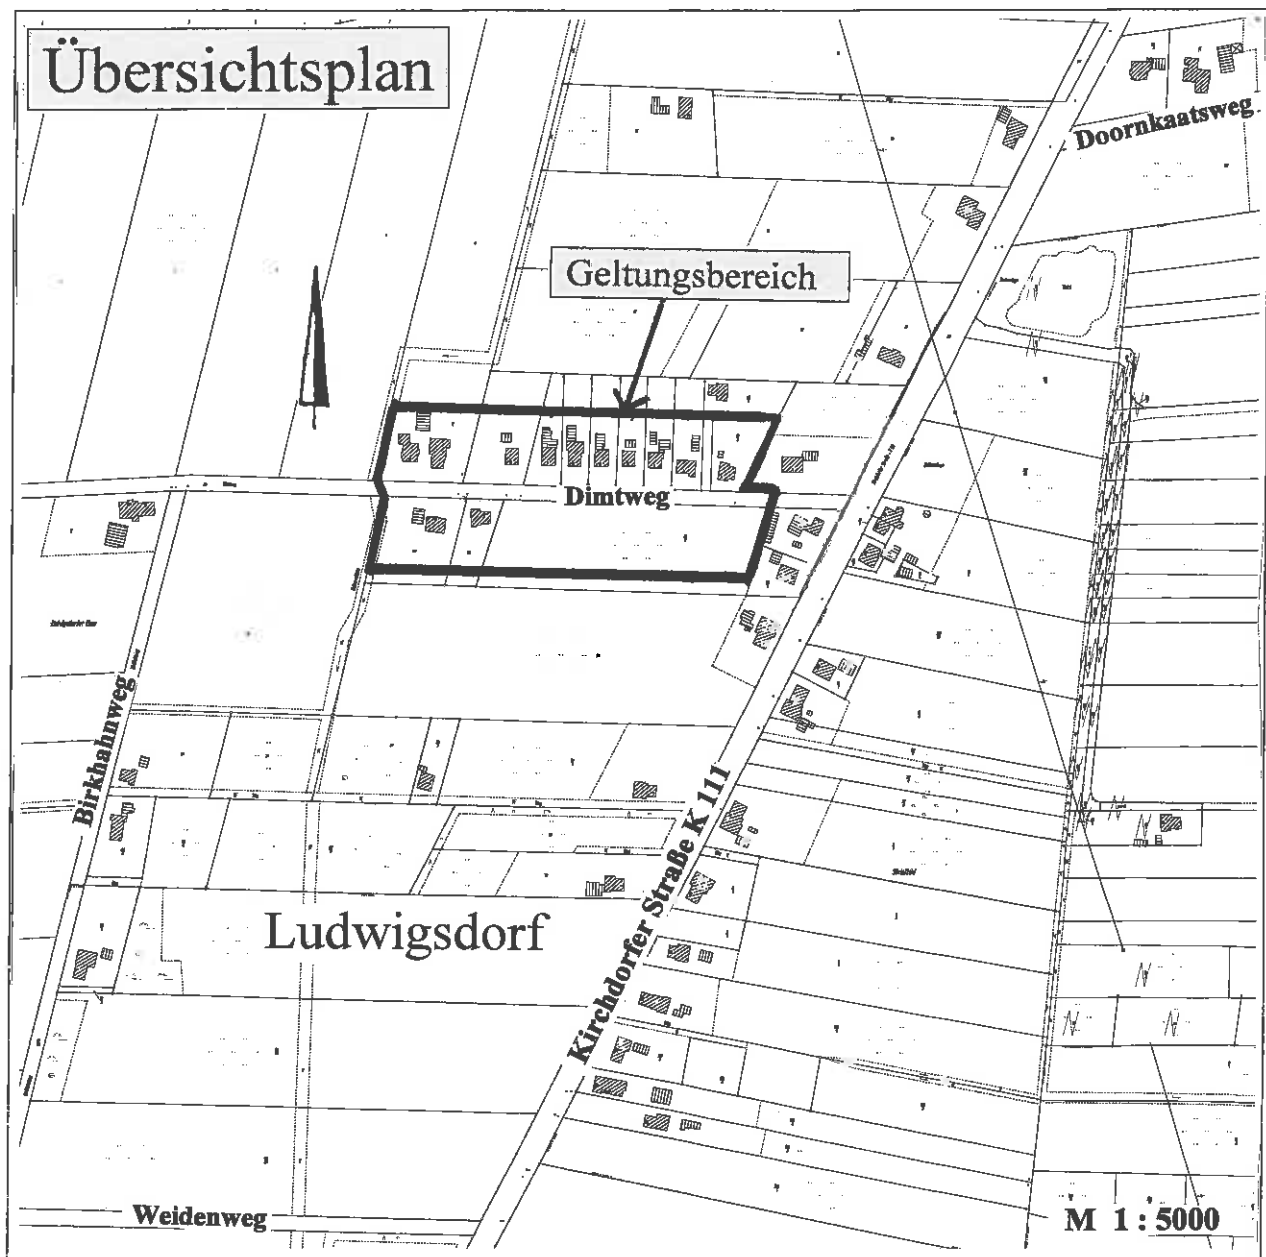 Übersichtsplan
Doornkaatsweg
Geltungsbereich
Dimtweg
Birkhahnweg
Kirchdorfer Straße K 111
Ludwigsdorf
Weidenweg
M 1 : 5000